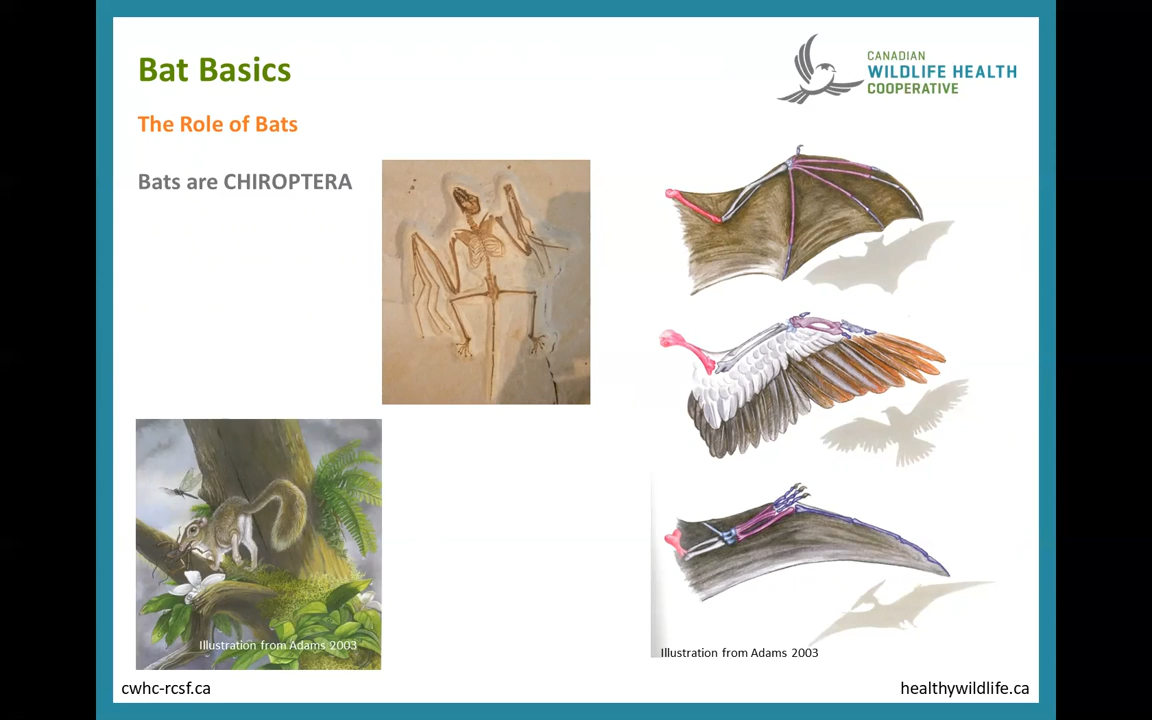 Bat Basics
CANADIAN
WILDLIFE HEALTH
COOPERATIVE
The Role of Bats
Bats are CHIROPTERA
Illustration from Adams 2003
Illustration from Adams 2003
cwhc-rcsf.ca
healthywildlife.ca